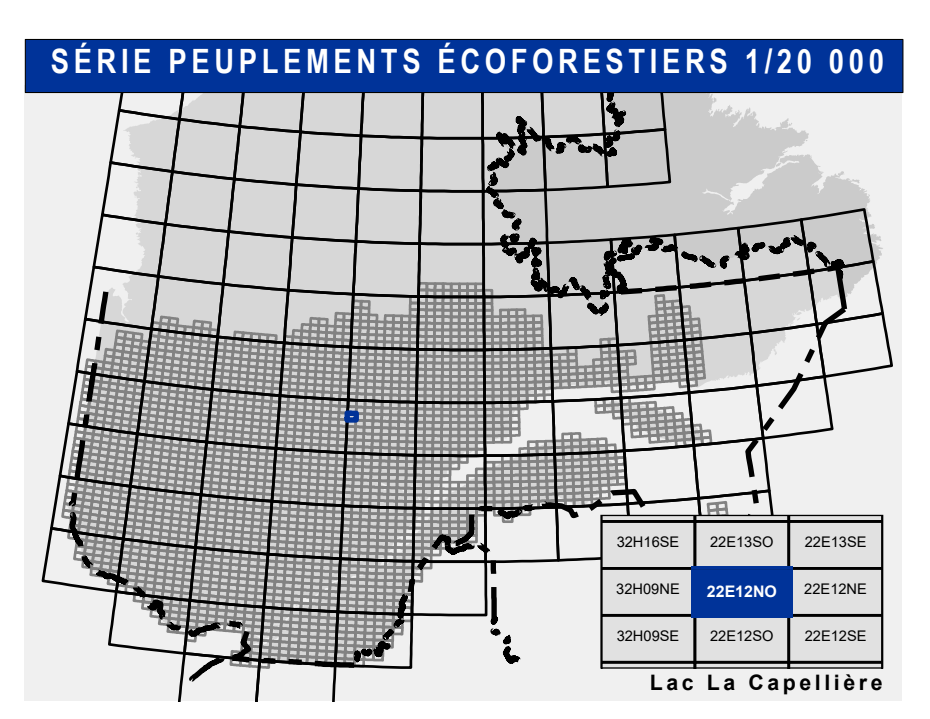 SÉRIE PEUPLEMENTS ÉCOFORESTIERS 1/20 000
32H16SE 22E13SO 22E13SE
32H09NE 22E12NO 22E12NE
32H09SE 22E12SO 22E12SE
Lac La Capellière